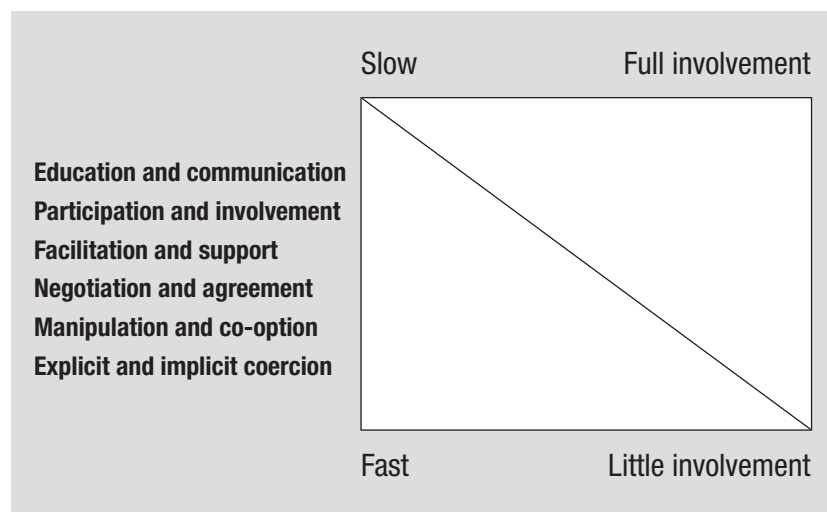 Slow Full involvement
Education and communication
Participation and involvement
Facilitation and support
Negotiation and agreement
Manipulation and co-option
Explicit and implicit coercion
Fast Little involvement